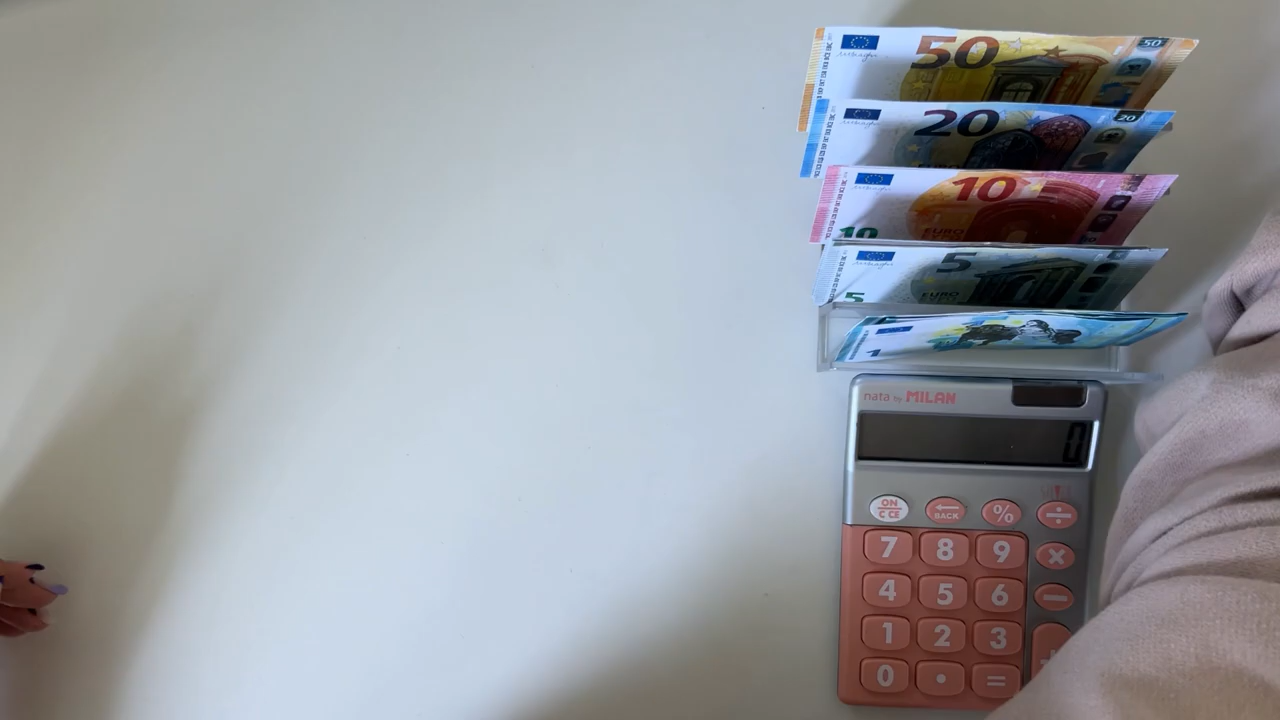 50
50
20
20
10
10
EURO
5
EURO
5
1
nata by MILAN
0
ON
C CE
BACK
%
÷
7 8 9 ×
4 5 6 −
1 2 3 +
0 • =